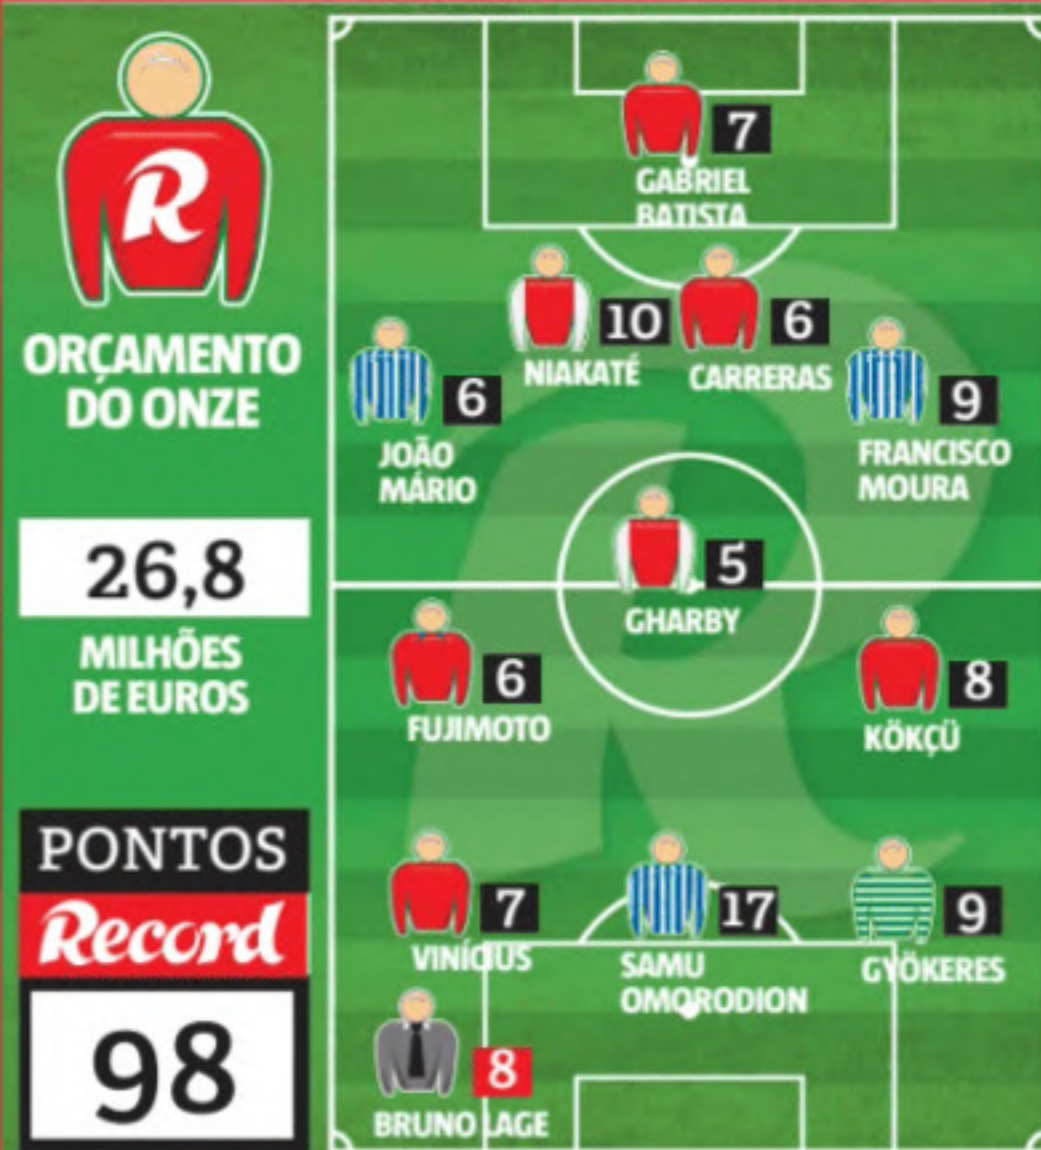 R
ORÇAMENTO
DO ONZE
26,8
MILHÕES
DE EUROS
PONTOS
Record
98
7
GABRIEL
BATISTA
10
NIAKATÉ
6
CARRERAS
6
JOÃO
MÁRIO
9
FRANCISCO
MOURA
5
GHARBY
6
FUJIMOTO
8
KÖKÇÜ
7
VINÍCIUS
17
SAMU
OMORODION
9
GYÖKERES
8
BRUNO LAGE